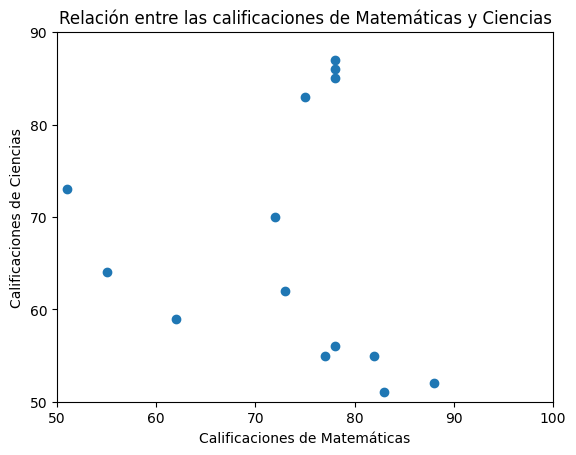 Relación entre las calificaciones de Matemáticas y Ciencias
90
80
70
60
50
Calificaciones de Ciencias
50 60 70 80 90 100
Calificaciones de Matemáticas